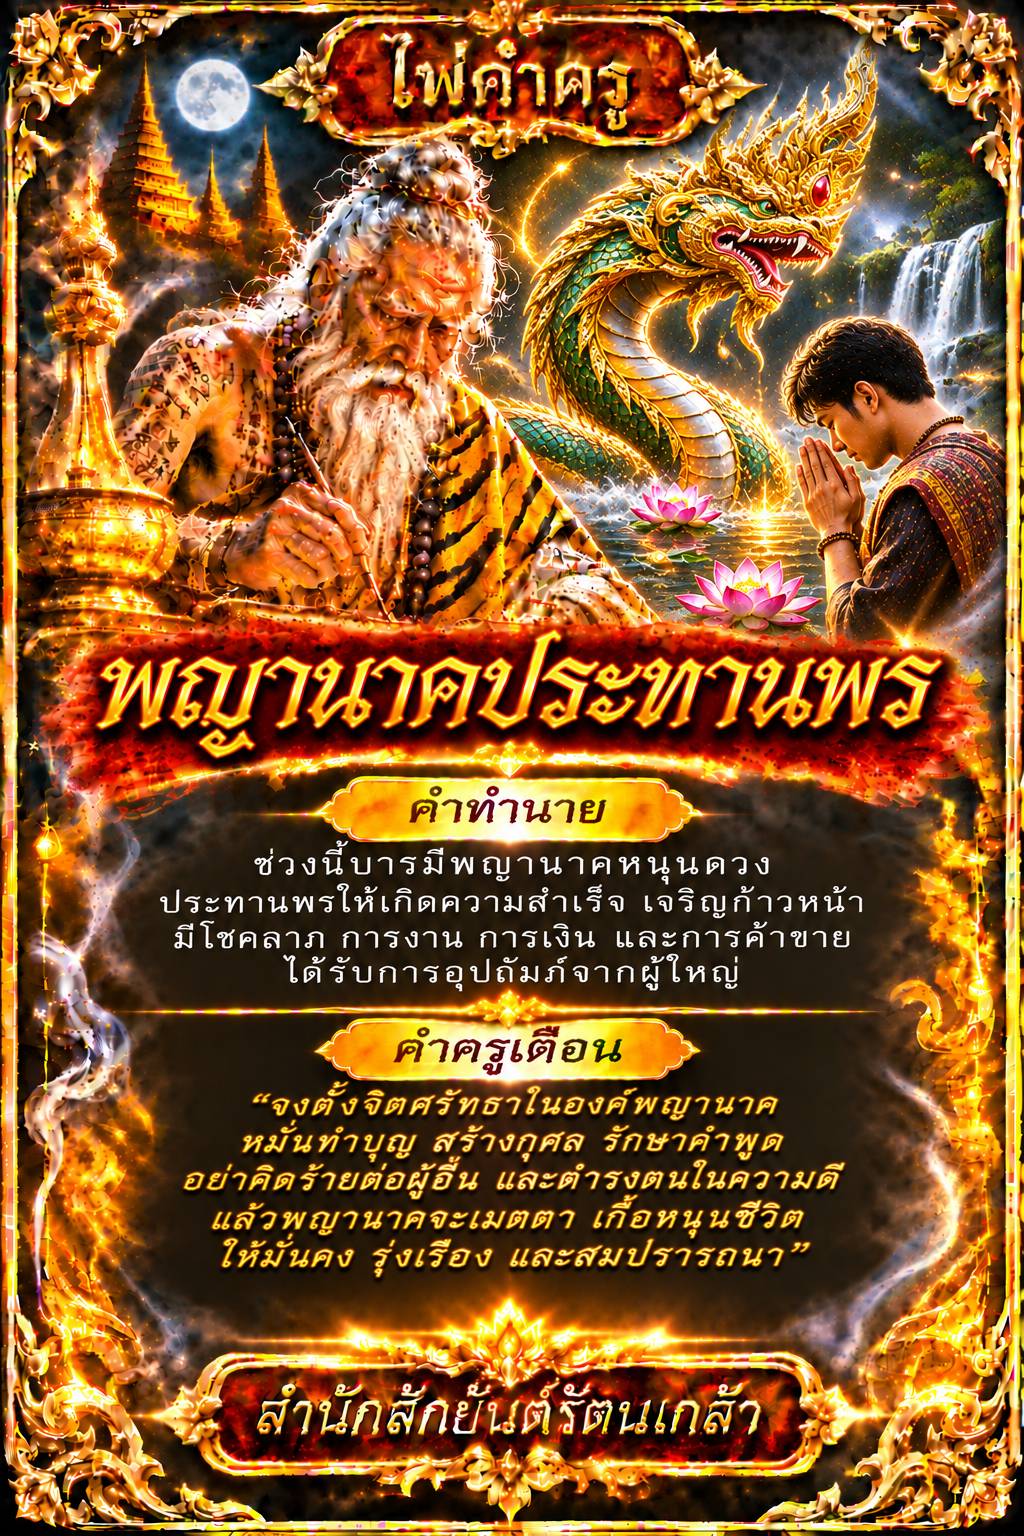 ไพ่คำครู
พญานาคประทานพร
คำทำนาย
ช่วงนี้บารมีพญานาคหนุนดวง
ประทานพรให้เกิดความสำเร็จ เจริญก้าวหน้า
มีโชคลาภ การงาน การเงิน และการค้าขาย
ได้รับการอุปถัมภ์จากผู้ใหญ่
คำครูเตือน
“จงตั้งจิตศรัทธาในองค์พญานาค
หมั่นทำบุญ สร้างกุศล รักษาคำพูด
อย่าคิดร้ายต่อผู้อื่น และดำรงตนในความดี
แล้วพญานาคจะเมตตา เกื้อหนุนชีวิต
ให้มั่นคง รุ่งเรือง และสมปรารถนา”
สำนักสักยันต์รัตนเกล้า